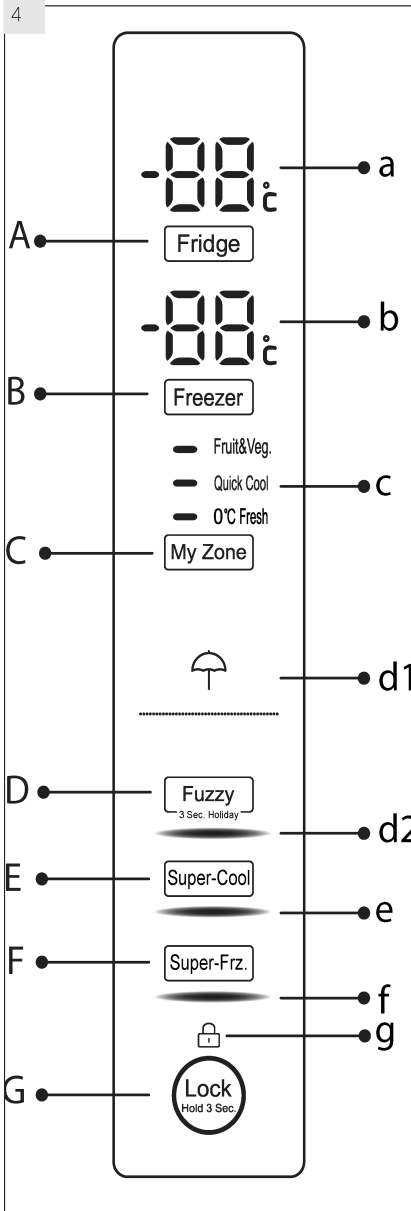 4
-88°c
a
A
Fridge
-88°c
b
B
Freezer
Fruit&Veg.
Quick Cool
c
0°C Fresh
C
My Zone
d1
D
Fuzzy
3 Sec. Holiday
d2
E
Super-Cool
e
F
Super-Frz.
f
g
G
Lock
Hold 3 Sec.